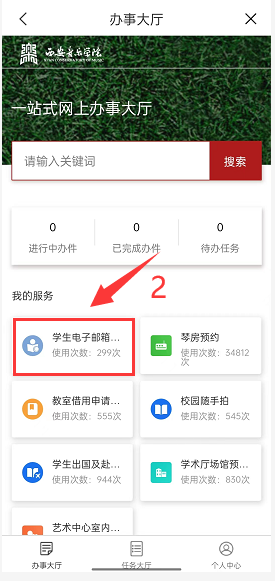 办事大厅
西安音乐学院
XI'AN CONSERVATORY OF MUSIC
一站式网上办事大厅
请输入关键词 搜索
0 0 0
进行中办件 已完成办件 待办任务
2
我的服务
学生电子邮箱... 琴房预约
使用次数：299次 使用次数：34812
次
教室借用申请... 校园随手拍
使用次数：555次 使用次数：545次
学生出国及赴... 学术厅场馆预...
使用次数：944次 使用次数：830次
艺术中心室内...
办事大厅 任务大厅 个人中心